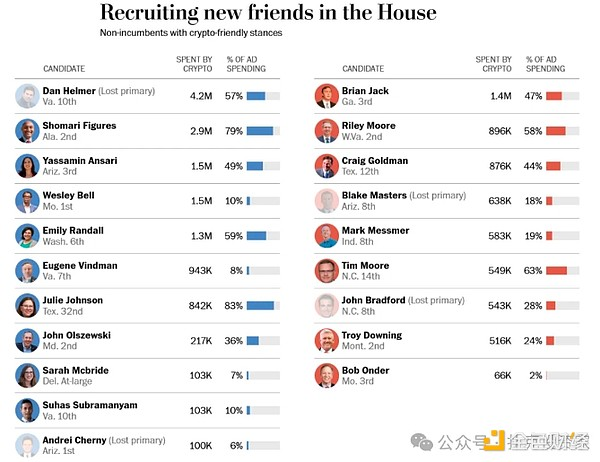 Recruiting new friends in the House
Non-incumbents with crypto-friendly stances
CANDIDATE SPENT BY CRYPTO % OF AD SPENDING
Dan Helmer (Lost primary) 4.2M 57%
Va. 10th
Shomari Figures 2.9M 79%
Ala. 2nd
Yassamin Ansari 1.5M 49%
Ariz. 3rd
Wesley Bell 1.5M 10%
Mo. 1st
Emily Randall 1.3M 59%
Wash. 6th
Eugene Vindman 943K 8%
Va. 7th
Julie Johnson 842K 83%
Tex. 32nd
John Olszewski 217K 36%
Md. 2nd
Sarah Mcbride 103K 7%
Del. At-large
Suhas Subramanyam 103K 10%
Va. 10th
Andrei Cherny (Lost primary) 100K 6%
Ariz. 1st
CANDIDATE SPENT BY CRYPTO % OF AD SPENDING
Brian Jack 1.4M 47%
Ga. 3rd
Riley Moore 896K 58%
W.Va. 2nd
Craig Goldman 876K 44%
Tex. 12th
Blake Masters (Lost primary) 638K 18%
Ariz. 8th
Mark Messmer 583K 19%
Ind. 8th
Tim Moore 549K 63%
N.C. 14th
John Bradford (Lost primary) 543K 28%
N.C. 8th
Troy Downing 516K 24%
Mont. 2nd
Bob Onder 66K 2%
Mo. 3rd
公众号